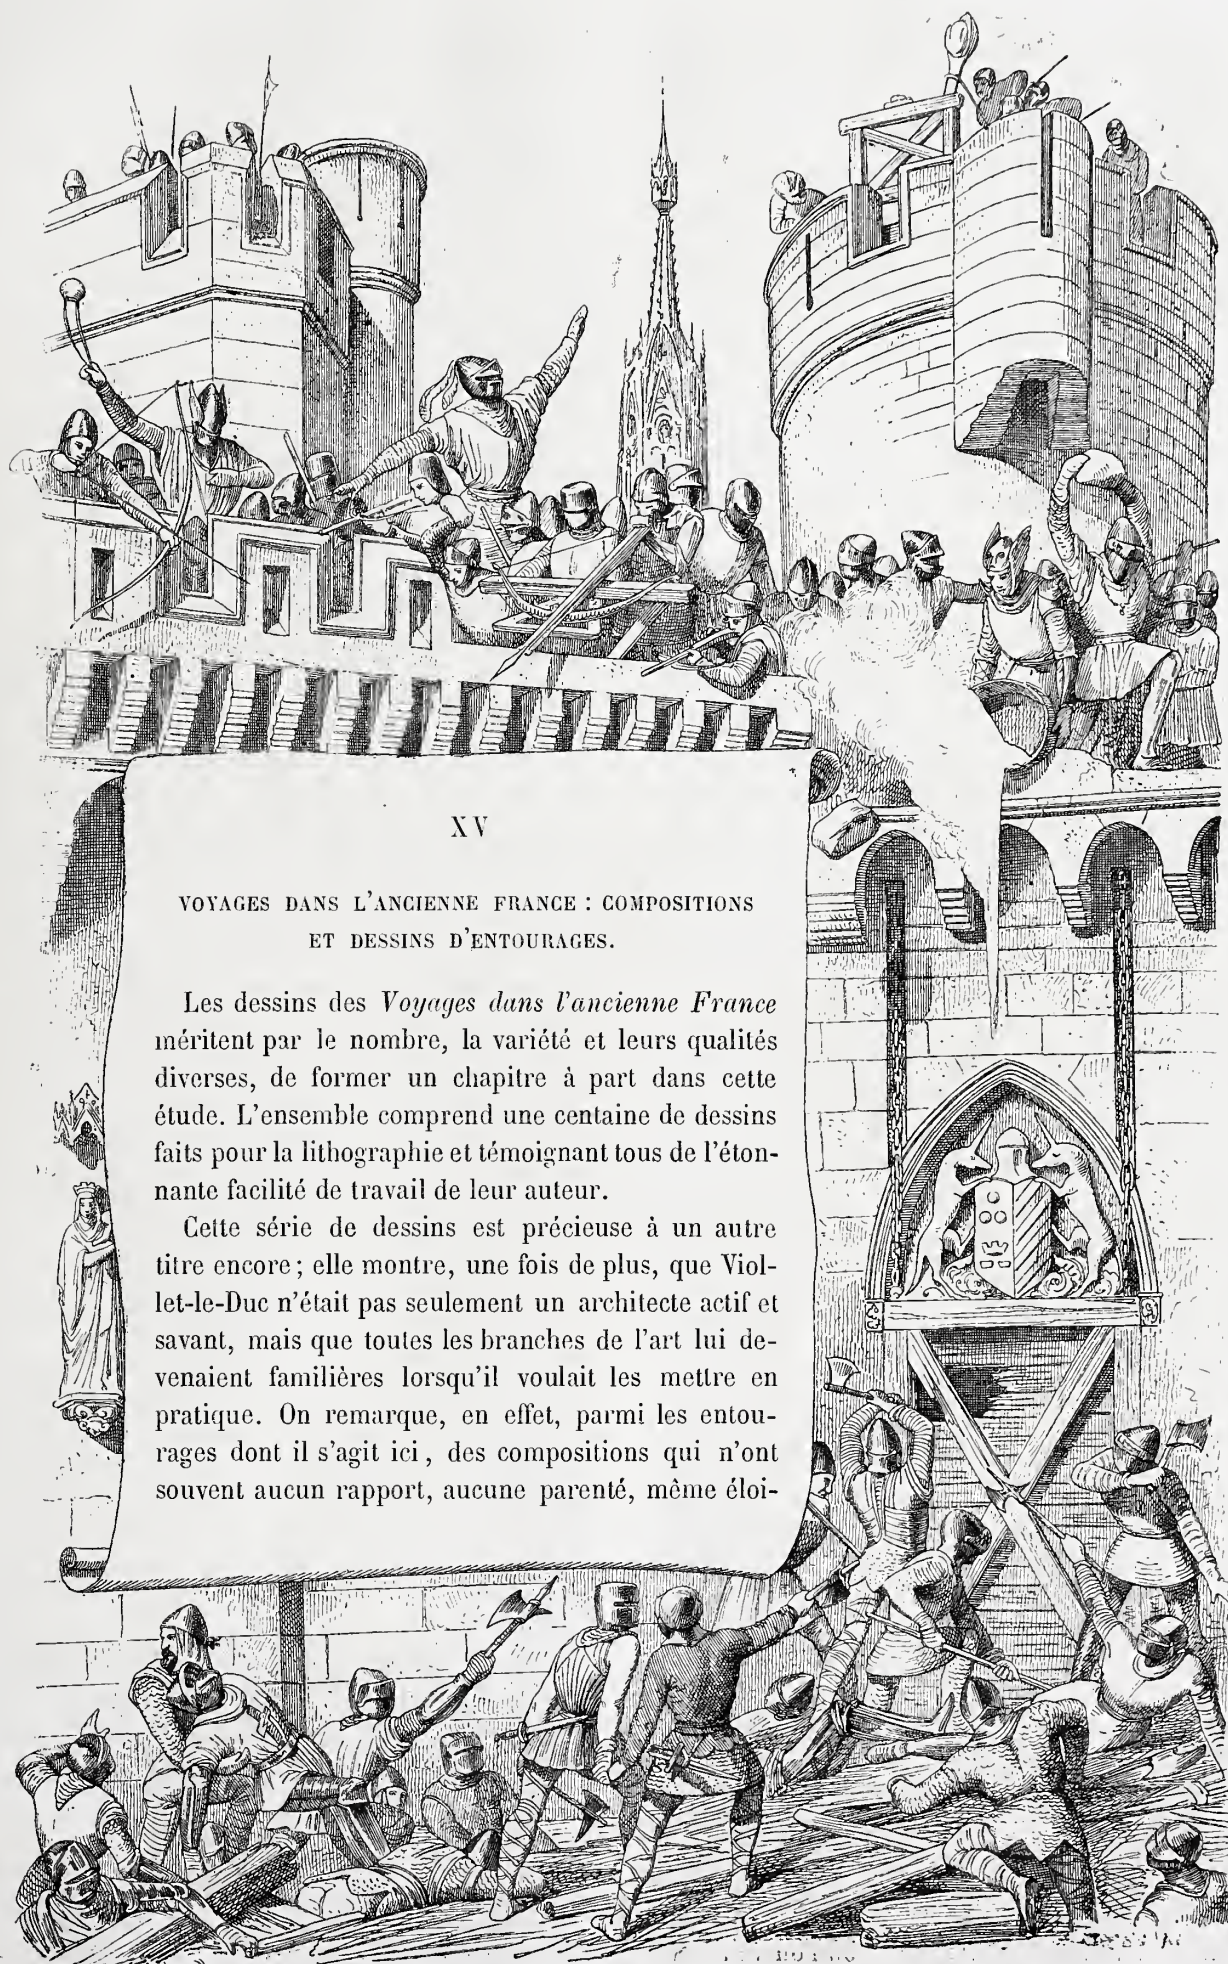 XV
VOYAGES DANS L'ANCIENNE FRANCE : COMPOSITIONS
ET DESSINS D'ENTOURAGES.
Les dessins des Voyages dans l'ancienne France
méritent par le nombre, la variété et leurs qualités
diverses, de former un chapitre à part dans cette
étude. L'ensemble comprend une centaine de dessins
faits pour la lithographie et témoignant tous de l'éton-
nante facilité de travail de leur auteur.
Cette série de dessins est précieuse à un autre
titre encore ; elle montre, une fois de plus, que Viol-
let-le-Duc n'était pas seulement un architecte actif et
savant, mais que toutes les branches de l'art lui de-
venaient familières lorsqu'il voulait les mettre en
pratique. On remarque, en effet, parmi les entou-
rages dont il s'agit ici, des compositions qui n'ont
souvent aucun rapport, aucune parenté, même éloi-